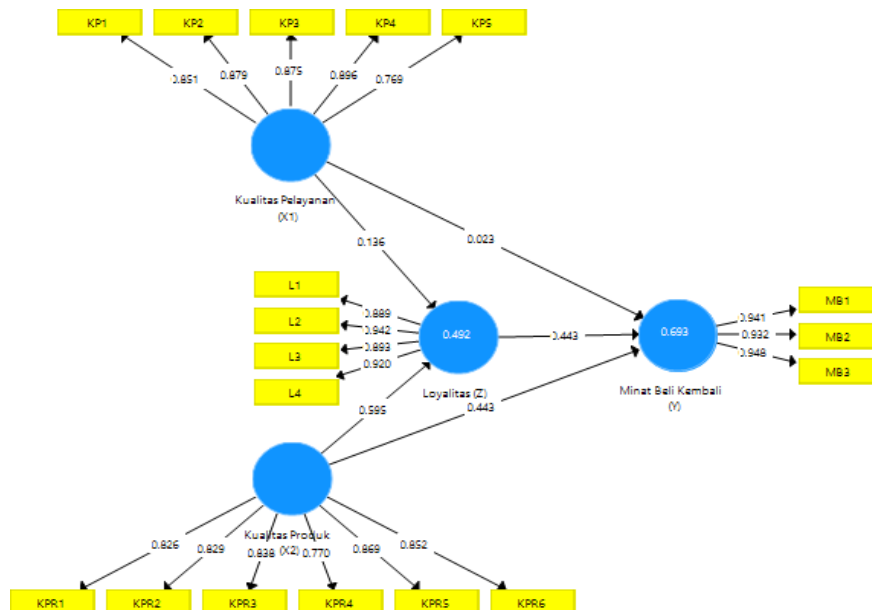 KP1 KP2 KP3 KP4 KP5
0.851 0.879 0.875 0.896 0.769
Kualitas Pelayanan
(X1)
0.136
0.023
L1
L2
L3
L4
0.889
0.942
0.893
0.920
0.492
Loyalitas (Z)
0.443
0.693
Minat Beli Kembali
(Y)
0.941
0.932
0.948
MB1
MB2
MB3
0.595
0.443
Kualitas Produk
(X2)
0.826 0.829 0.838 0.770 0.869 0.852
KPR1 KPR2 KPR3 KPR4 KPR5 KPR6